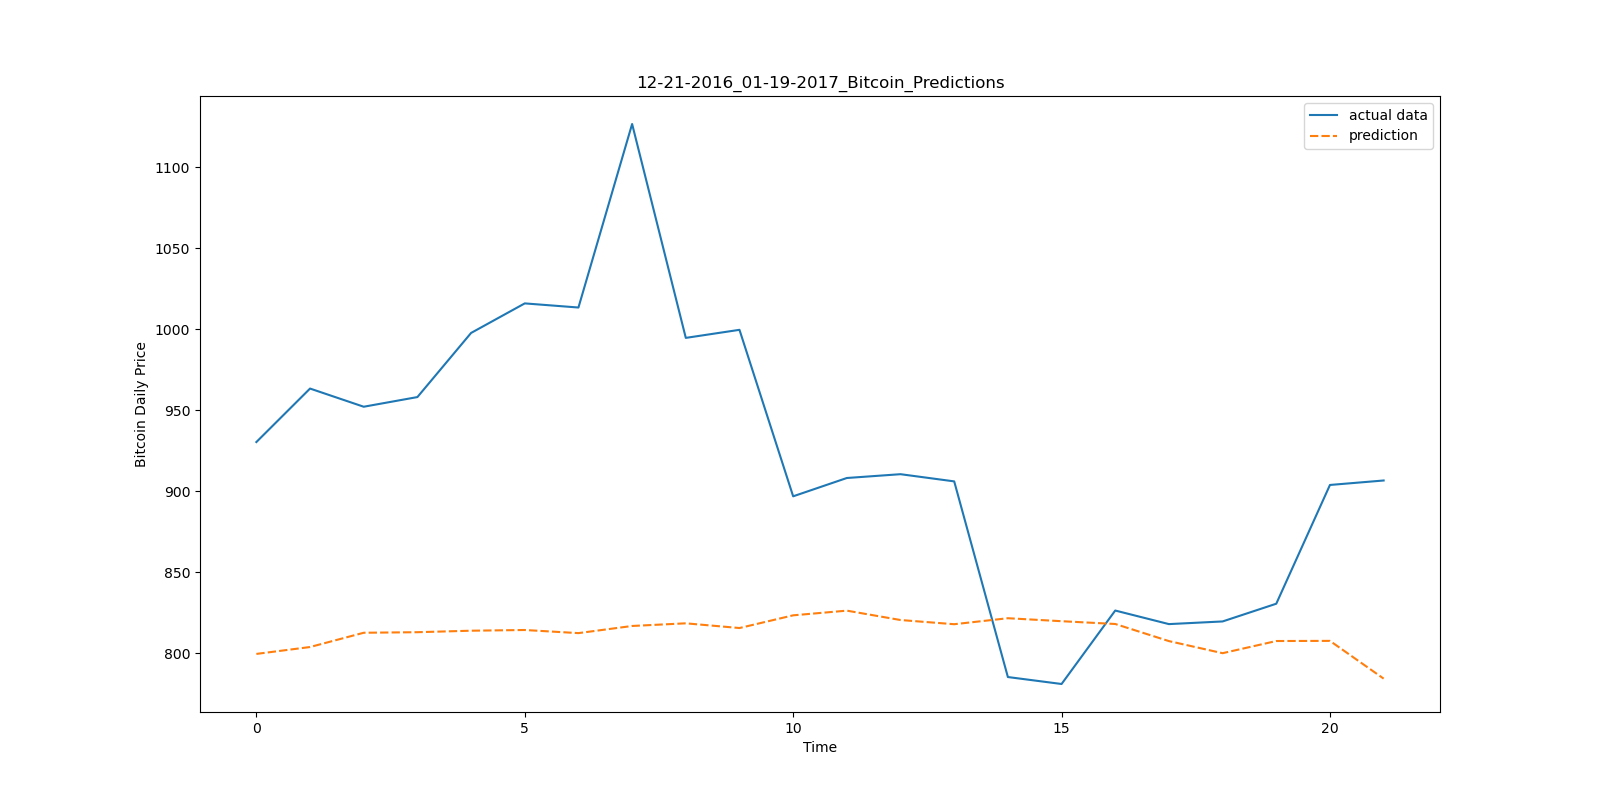 12-21-2016_01-19-2017_Bitcoin_Predictions
actual data
prediction
1100
1050
1000
950
900
850
800
Bitcoin Daily Price
0 5 10 15 20
Time